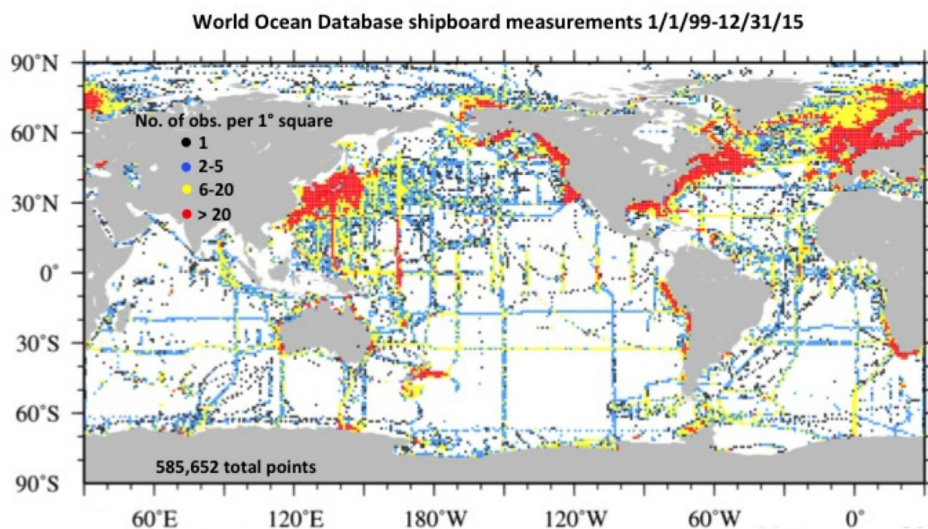 World Ocean Database shipboard measurements 1/1/99-12/31/15
90°N
No. of obs. per 1° square
1
60°N
2-5
6-20
30°N
> 20
0°
30°S
60°S
585,652 total points
90°S
60°E 120°E 180°W 120°W 60°W 0°